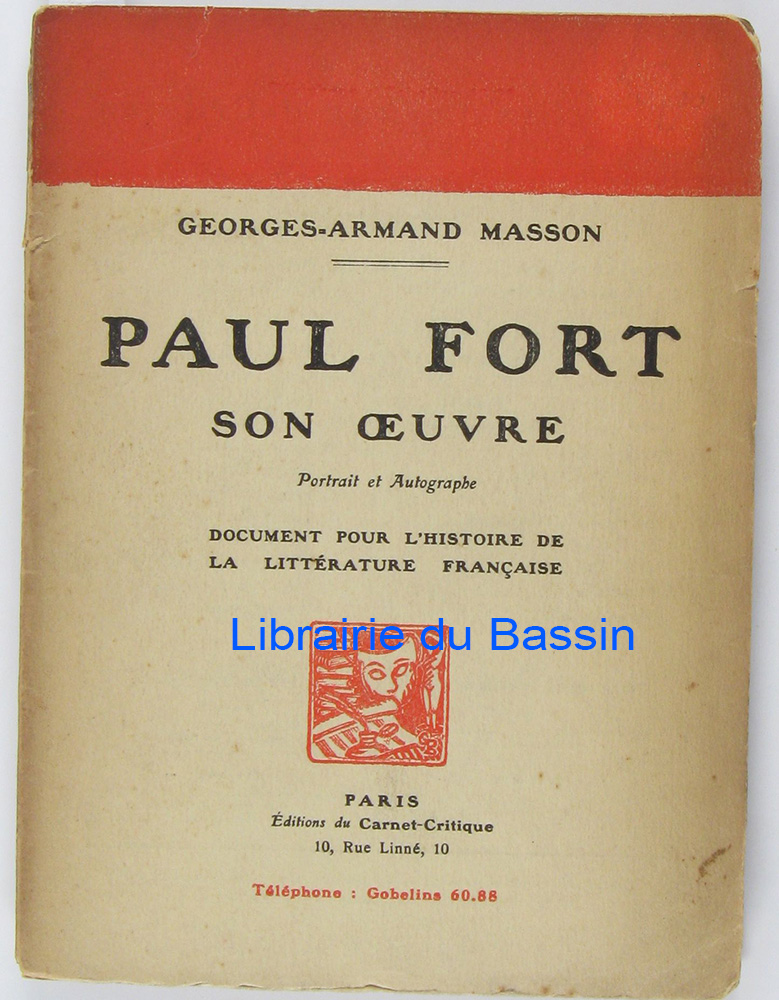 GEORGES-ARMAND MASSON
PAUL FORT
SON ŒUVRE
Portrait et Autographe
DOCUMENT POUR L'HISTOIRE DE
LA LITTÉRATURE FRANÇAISE
Librairie du Bassin
PARIS
Éditions du Carnet-Critique
10, Rue Linné, 10
Téléphone : Gobelins 60.88